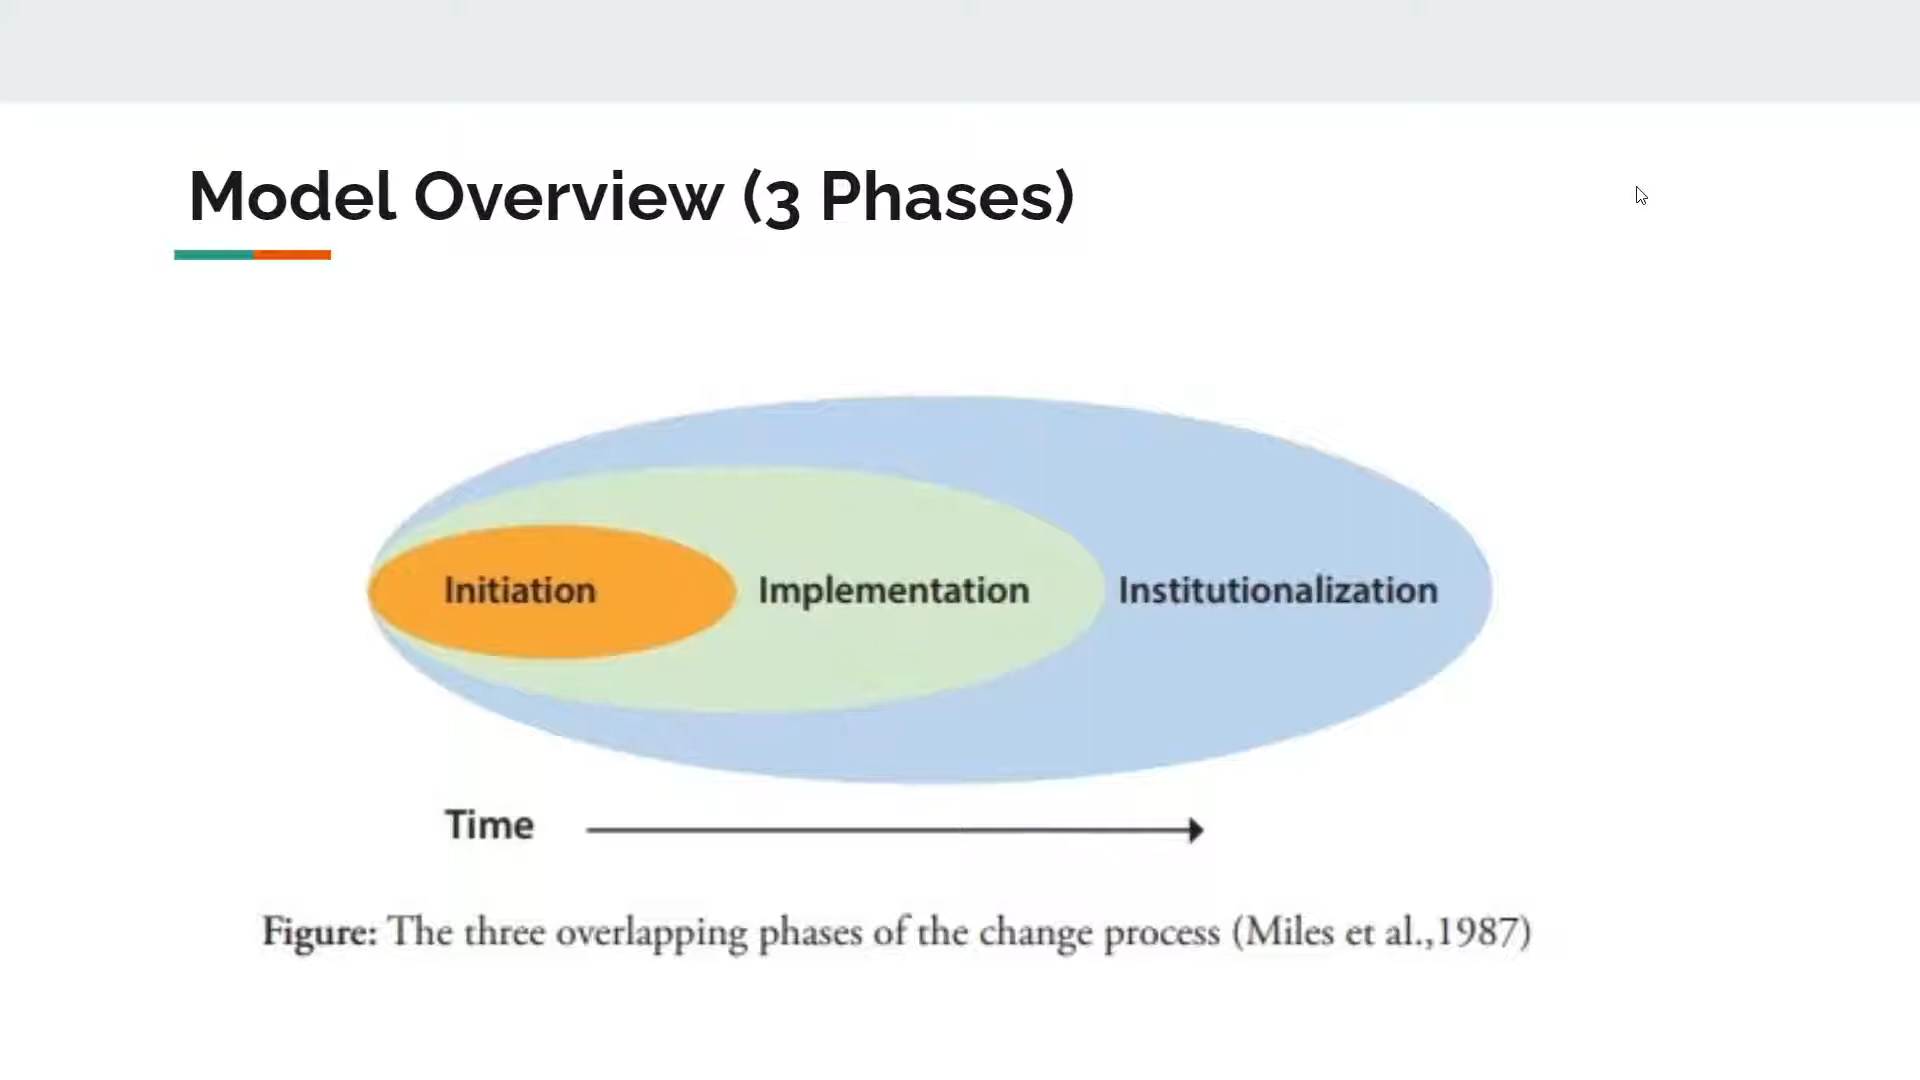 Model Overview (3 Phases)
Initiation Implementation Institutionalization
Time
Figure: The three overlapping phases of the change process (Miles et al.,1987)